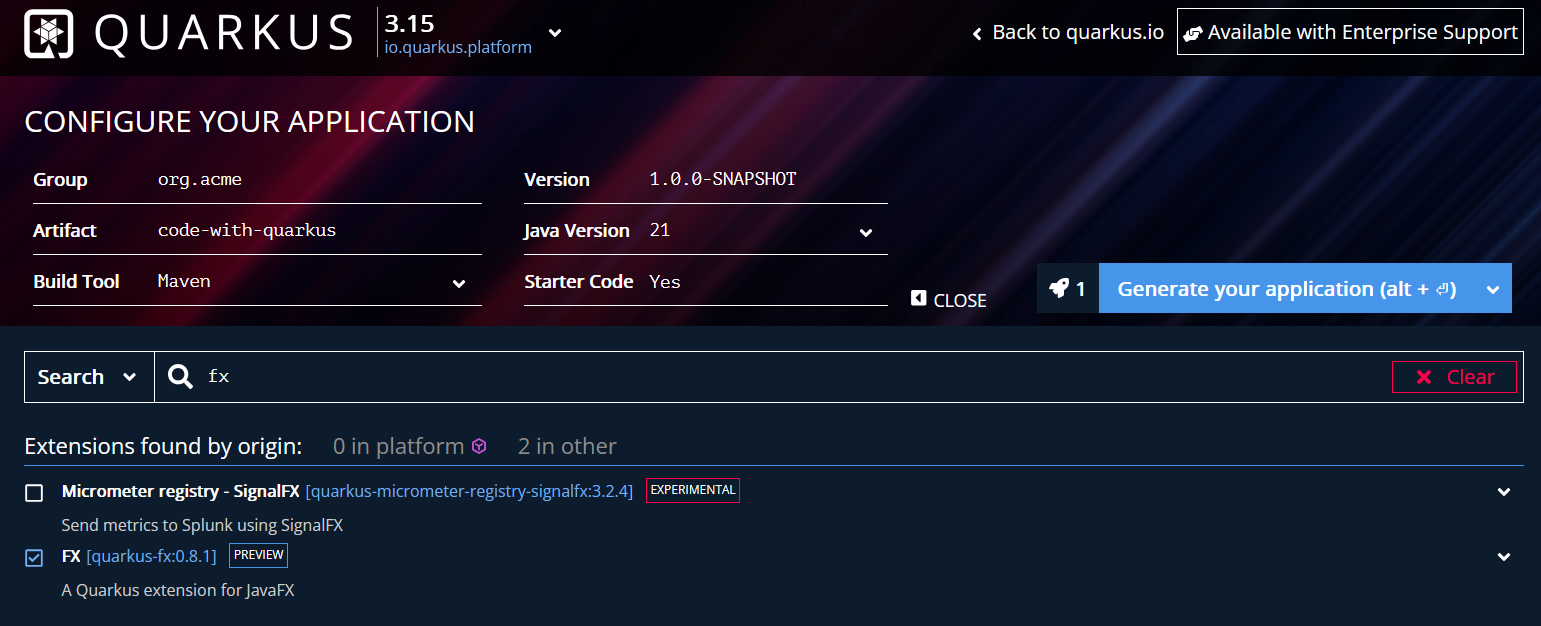 QUARKUS
3.15
io.quarkus.platform
Back to quarkus.io
Available with Enterprise Support
CONFIGURE YOUR APPLICATION
Group org.acme
Version 1.0.0-SNAPSHOT
Artifact code-with-quarkus
Java Version 21
Build Tool Maven
Starter Code Yes
CLOSE
1
Generate your application (alt + ⏎)
Search
fx
Clear
Extensions found by origin: 0 in platform 2 in other
Micrometer registry - SignalFX [quarkus-micrometer-registry-signalfx:3.2.4] EXPERIMENTAL
Send metrics to Splunk using SignalFX
FX [quarkus-fx:0.8.1] PREVIEW
A Quarkus extension for JavaFX